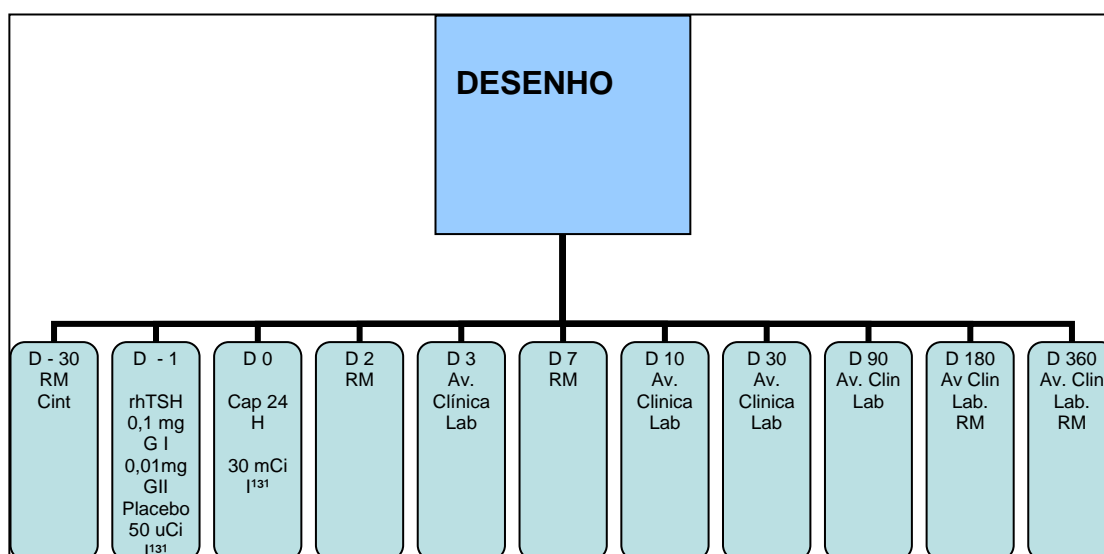 DESENHO
D - 30
RM
Cint
D - 1
rhTSH
0,1 mg
G I
0,01mg
GII
Placebo
50 uCi
I¹³¹
D 0
Cap 24
H
30 mCi
I¹³¹
D 2
RM
D 3
Av.
Clínica
Lab
D 7
RM
D 10
Av.
Clinica
Lab
D 30
Av.
Clinica
Lab
D 90
Av. Clin
Lab
D 180
Av Clin
Lab.
RM
D 360
Av. Clin
Lab.
RM